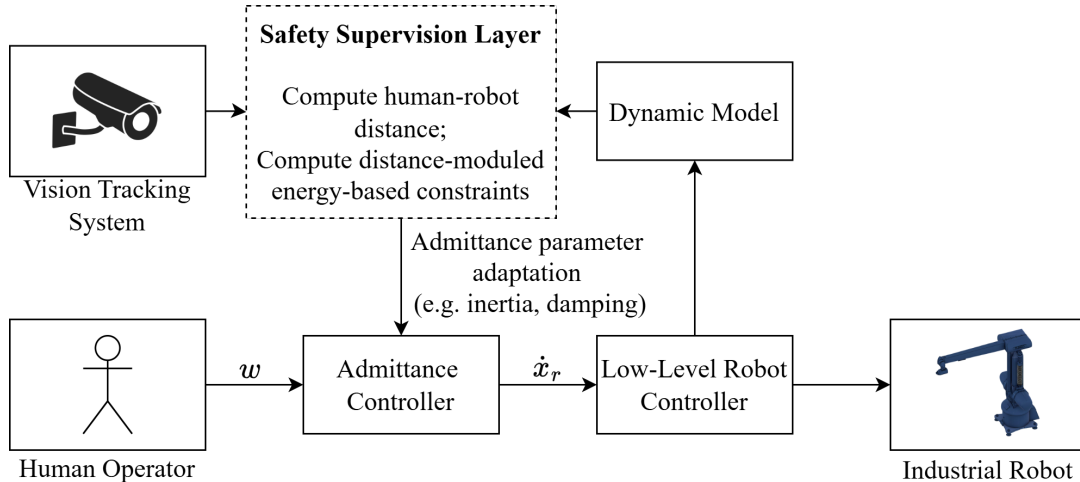 Safety Supervision Layer
Compute human-robot
distance;
Compute distance-moduled
energy-based constraints
Dynamic Model
Vision Tracking
System
Admittance parameter
adaptation
(e.g. inertia, damping)
w
Admittance
Controller
ẋᵣ
Low-Level Robot
Controller
Human Operator
Industrial Robot